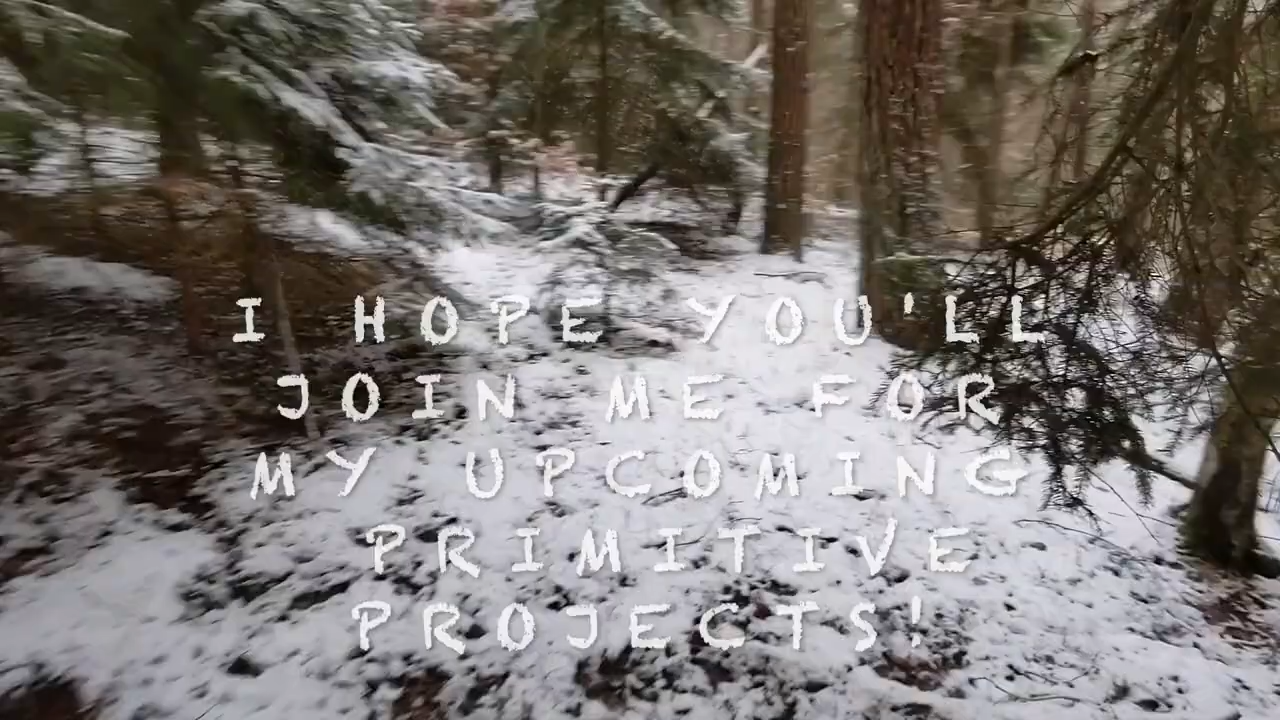 I HOPE YOU'LL
JOIN ME FOR
MY UPCOMING
PRIMITIVE
PROJECTS!